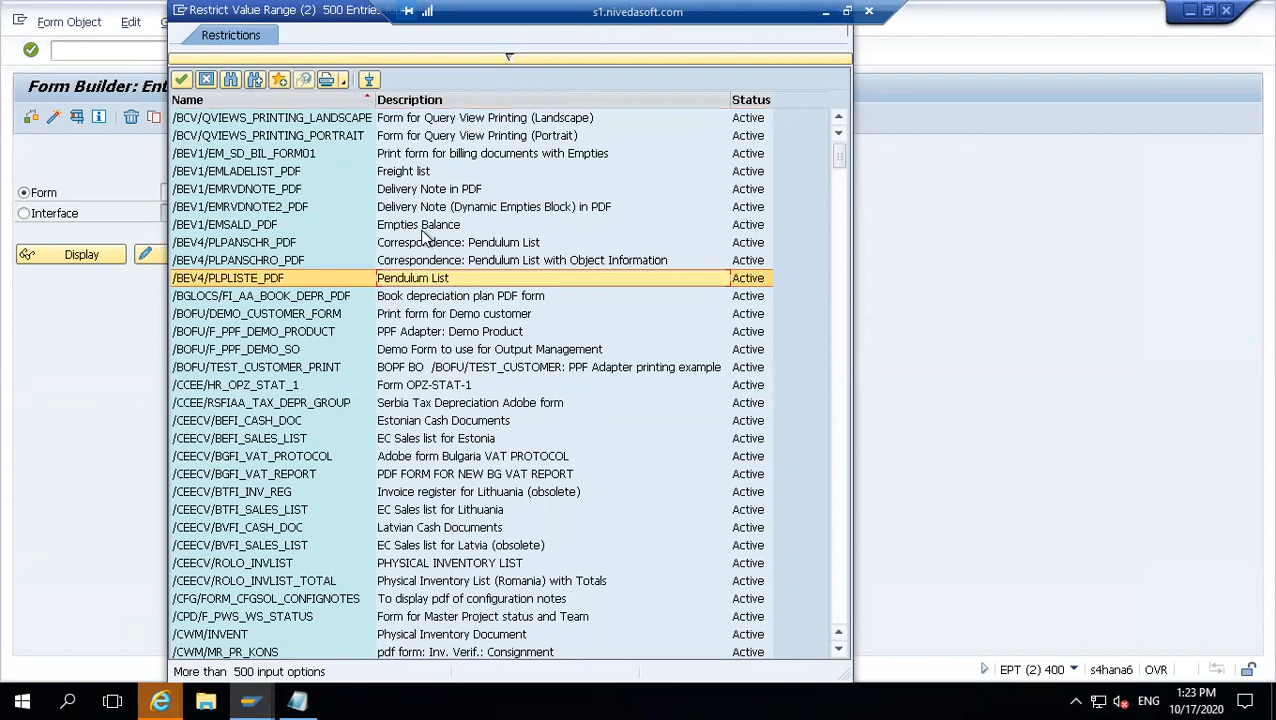 Restrict Value Range (2) 500 Entrie
s1.nivedasoft.com
Form Object Edit
Restrictions
Form Builder: Ent
Name Description Status
/BCV/QVIEWS_PRINTING_LANDSCAPE Form for Query View Printing (Landscape) Active
/BCV/QVIEWS_PRINTING_PORTRAIT Form for Query View Printing (Portrait) Active
/BEV1/EM_SD_BIL_FORM01 Print form for billing documents with Empties Active
/BEV1/EMLADELIST_PDF Freight list Active
/BEV1/EMRVDNOTE_PDF Delivery Note in PDF Active
/BEV1/EMRVDNOTE2_PDF Delivery Note (Dynamic Empties Block) in PDF Active
/BEV1/EMSALD_PDF Empties Balance Active
/BEV4/PLPANSCHR_PDF Correspondence: Pendulum List Active
/BEV4/PLPANSCHRO_PDF Correspondence: Pendulum List with Object Information Active
/BEV4/PLPLISTE_PDF Pendulum List Active
/BGLOCS/FI_AA_BOOK_DEPR_PDF Book depreciation plan PDF form Active
/BOFU/DEMO_CUSTOMER_FORM Print form for Demo customer Active
/BOFU/F_PPF_DEMO_PRODUCT PPF Adapter: Demo Product Active
/BOFU/F_PPF_DEMO_SO Demo Form to use for Output Management Active
/BOFU/TEST_CUSTOMER_PRINT BOPF BO /BOFU/TEST_CUSTOMER: PPF Adapter printing example Active
/CCEE/HR_OPZ_STAT_1 Form OPZ-STAT-1 Active
/CCEE/RSFIAA_TAX_DEPR_GROUP Serbia Tax Depreciation Adobe form Active
/CEECV/BEFI_CASH_DOC Estonian Cash Documents Active
/CEECV/BEFI_SALES_LIST EC Sales list for Estonia Active
/CEECV/BGFI_VAT_PROTOCOL Adobe form Bulgaria VAT PROTOCOL Active
/CEECV/BGFI_VAT_REPORT PDF FORM FOR NEW BG VAT REPORT Active
/CEECV/BTFI_INV_REG Invoice register for Lithuania (obsolete) Active
/CEECV/BTFI_SALES_LIST EC Sales list for Lithuania Active
/CEECV/BVFI_CASH_DOC Latvian Cash Documents Active
/CEECV/BVFI_SALES_LIST EC Sales list for Latvia (obsolete) Active
/CEECV/ROLO_INVLIST PHYSICAL INVENTORY LIST Active
/CEECV/ROLO_INVLIST_TOTAL Physical Inventory List (Romania) with Totals Active
/CFG/FORM_CFGSOL_CONFIGNOTES To display pdf of configuration notes Active
/CPD/F_PWS_WS_STATUS Form for Master Project status and Team Active
/CWM/INVENT Physical Inventory Document Active
/CWM/MR_PR_KONS pdf form: Inv. Verif.: Consignment Active
Form
Interface
Display
More than 500 input options
EPT (2) 400 s4hana6 OVR
ENG
1:23 PM
10/17/2020